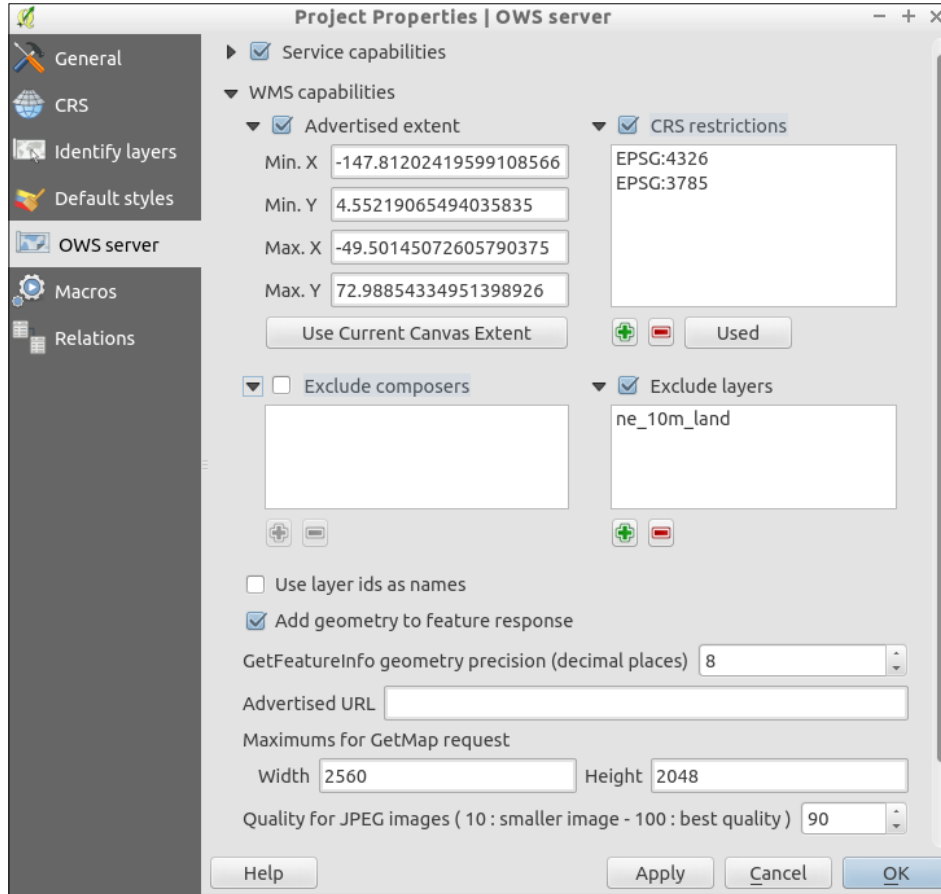 Project Properties | OWS server
General
CRS
Identify layers
Default styles
OWS server
Macros
Relations
Service capabilities
WMS capabilities
Advertised extent
Min. X -147.81202419599108566
Min. Y 4.55219065494035835
Max. X -49.50145072605790375
Max. Y 72.98854334951398926
Use Current Canvas Extent
CRS restrictions
EPSG:4326
EPSG:3785
Used
Exclude composers
Exclude layers
ne_10m_land
Use layer ids as names
Add geometry to feature response
GetFeatureInfo geometry precision (decimal places) 8
Advertised URL
Maximums for GetMap request
Width 2560 Height 2048
Quality for JPEG images ( 10 : smaller image - 100 : best quality ) 90
Help Apply Cancel OK